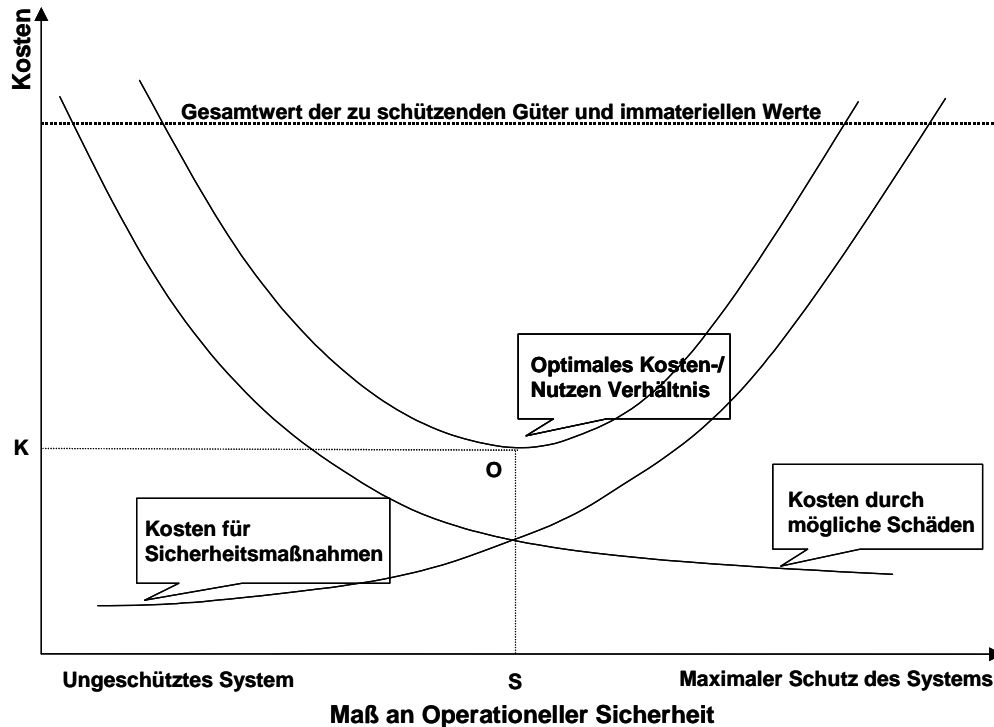 Kosten
Gesamtwert der zu schützenden Güter und immateriellen Werte
Optimales Kosten-/
Nutzen Verhältnis
K
O
Kosten für
Sicherheitsmaßnahmen
Kosten durch
mögliche Schäden
Ungeschütztes System
S
Maximaler Schutz des Systems
Maß an Operationeller Sicherheit